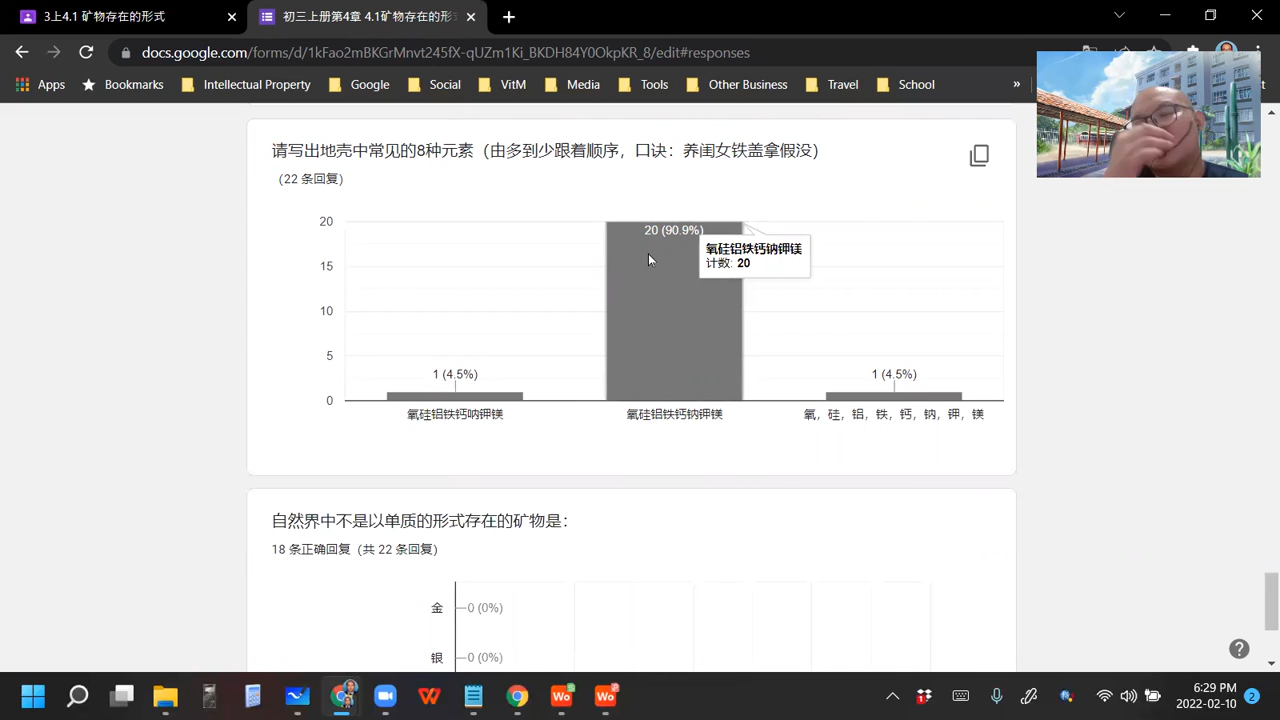 3上4.1 矿物存在的形式
初三上册第4章 4.1矿物存在的形
docs.google.com/forms/d/1kFao2mBKGrMnvt245fX-gUZm1Ki_BKDH84Y0OkpKR_8/edit#responses
Apps Bookmarks Intellectual Property Google Social VitM Media Tools Other Business Travel School »
请写出地壳中常见的8种元素（由多到少跟着顺序，口诀：养闺女铁盖拿假没）
（22 条回复）
20
20 (90.9%)
氧硅铝铁钙钠钾镁
计数: 20
15
10
5
1 (4.5%)
1 (4.5%)
0
氧硅铝铁钙呐钾镁
氧硅铝铁钙钠钾镁
氧，硅，铝，铁，钙，钠，钾，镁
自然界中不是以单质的形式存在的矿物是：
18 条正确回复（共 22 条回复）
金
0 (0%)
银
0 (0%)
Wo Wo
6:29 PM
2022-02-10
2